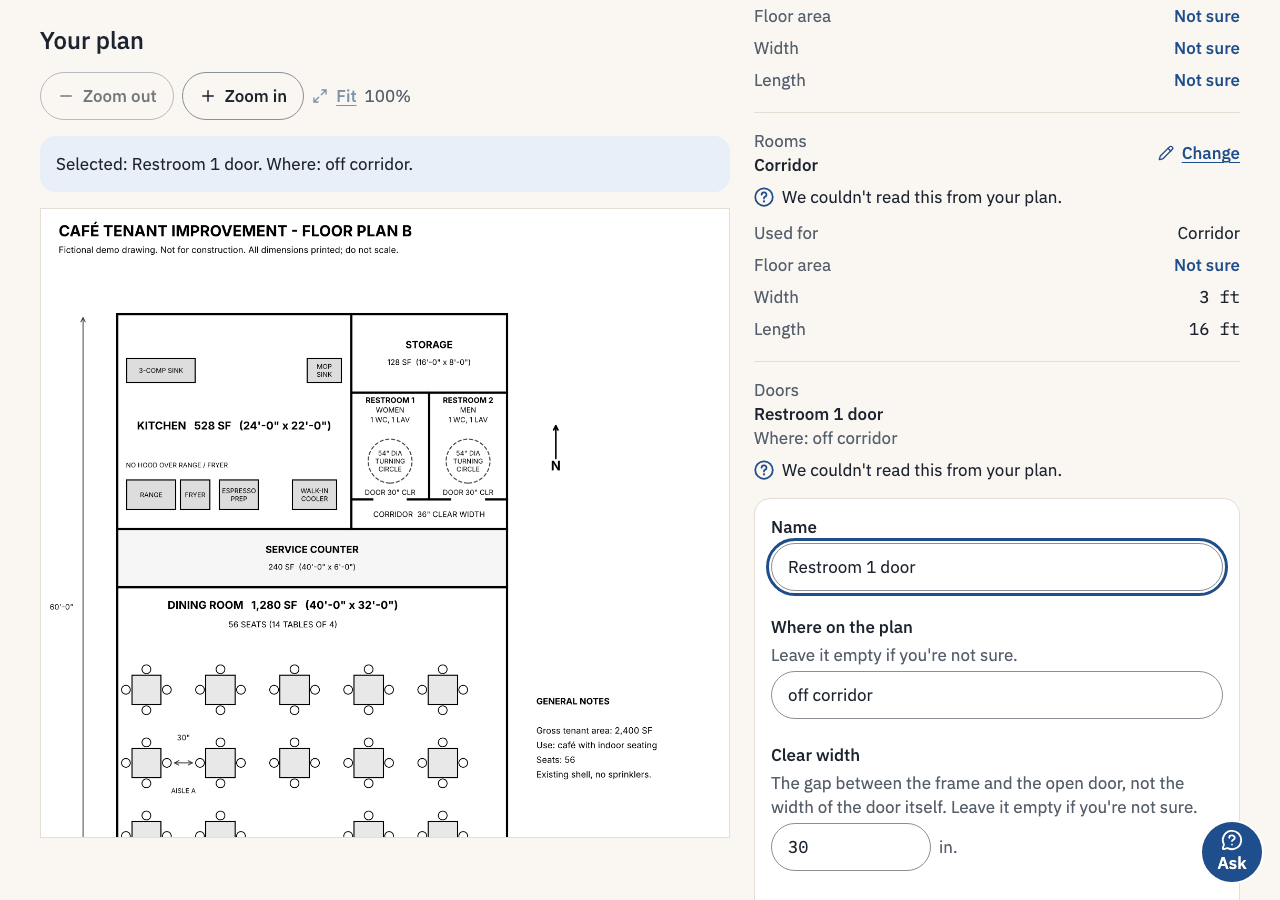 Your plan
Zoom out
Zoom in
Fit
100%
Selected: Restroom 1 door. Where: off corridor.
CAFÉ TENANT IMPROVEMENT - FLOOR PLAN B
Fictional demo drawing. Not for construction. All dimensions printed; do not scale.
3-COMP SINK
MOP
SINK
STORAGE
128 SF (16'-0" x 8'-0")
KITCHEN 528 SF (24'-0" x 22'-0")
RESTROOM 1
WOMEN
1 WC, 1 LAV
RESTROOM 2
MEN
1 WC, 1 LAV
54" DIA
TURNING
CIRCLE
54" DIA
TURNING
CIRCLE
NO HOOD OVER RANGE / FRYER
RANGE
FRYER
ESPRESSO
PREP
WALK-IN
COOLER
DOOR 30" CLR
DOOR 30" CLR
CORRIDOR 36" CLEAR WIDTH
N
SERVICE COUNTER
240 SF (40'-0" x 6'-0")
60'-0"
DINING ROOM 1,280 SF (40'-0" x 32'-0")
56 SEATS (14 TABLES OF 4)
30"
AISLE A
GENERAL NOTES
Gross tenant area: 2,400 SF
Use: café with indoor seating
Seats: 56
Existing shell, no sprinklers.
Floor area
Not sure
Width
Not sure
Length
Not sure
Rooms
Corridor
Change
We couldn't read this from your plan.
Used for
Corridor
Floor area
Not sure
Width
3 ft
Length
16 ft
Doors
Restroom 1 door
Where: off corridor
We couldn't read this from your plan.
Name
Restroom 1 door
Where on the plan
Leave it empty if you're not sure.
off corridor
Clear width
The gap between the frame and the open door, not the
width of the door itself. Leave it empty if you're not sure.
30
in.
Ask